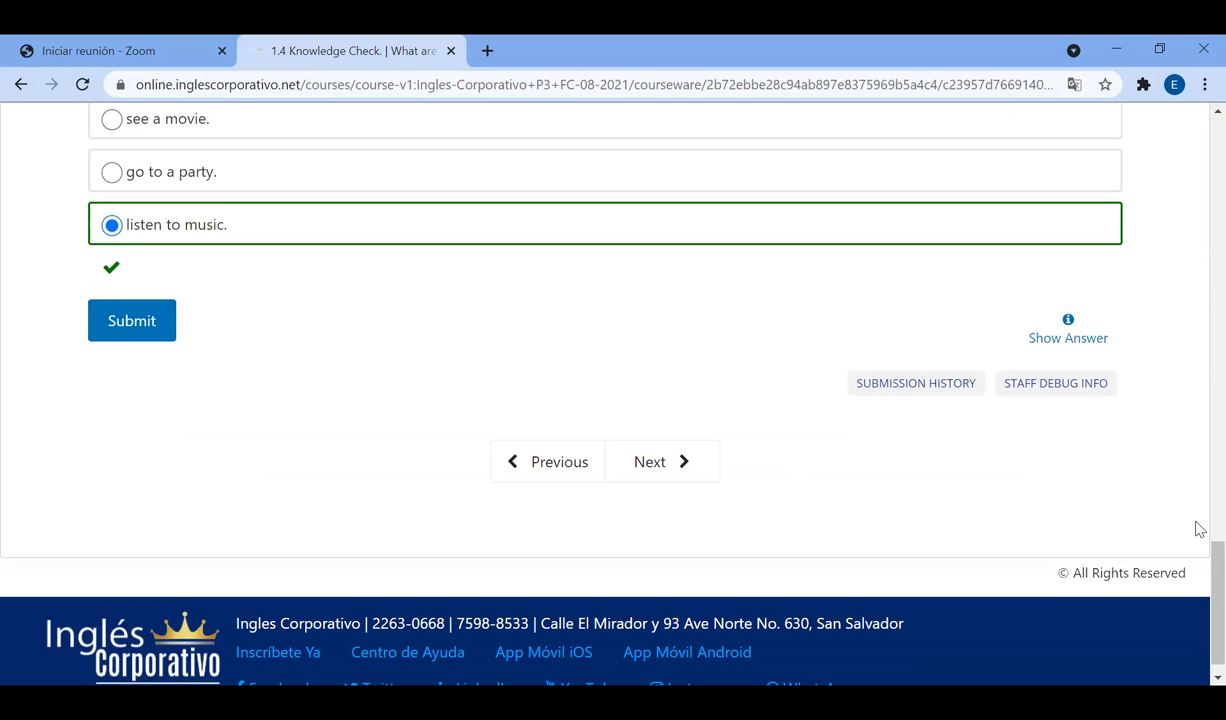 Iniciar reunión - Zoom
1.4 Knowledge Check. | What are
online.inglescorporativo.net/courses/course-v1:Ingles-Corporativo+P3+FC-08-2021/courseware/2b72ebbe28c94ab897e8375969b5a4c4/c23957d7669140...
E
see a movie.
go to a party.
listen to music.
Submit
Show Answer
SUBMISSION HISTORY
STAFF DEBUG INFO
Previous
Next
© All Rights Reserved
Inglés Corporativo
Ingles Corporativo | 2263-0668 | 7598-8533 | Calle El Mirador y 93 Ave Norte No. 630, San Salvador
Inscríbete Ya
Centro de Ayuda
App Móvil iOS
App Móvil Android